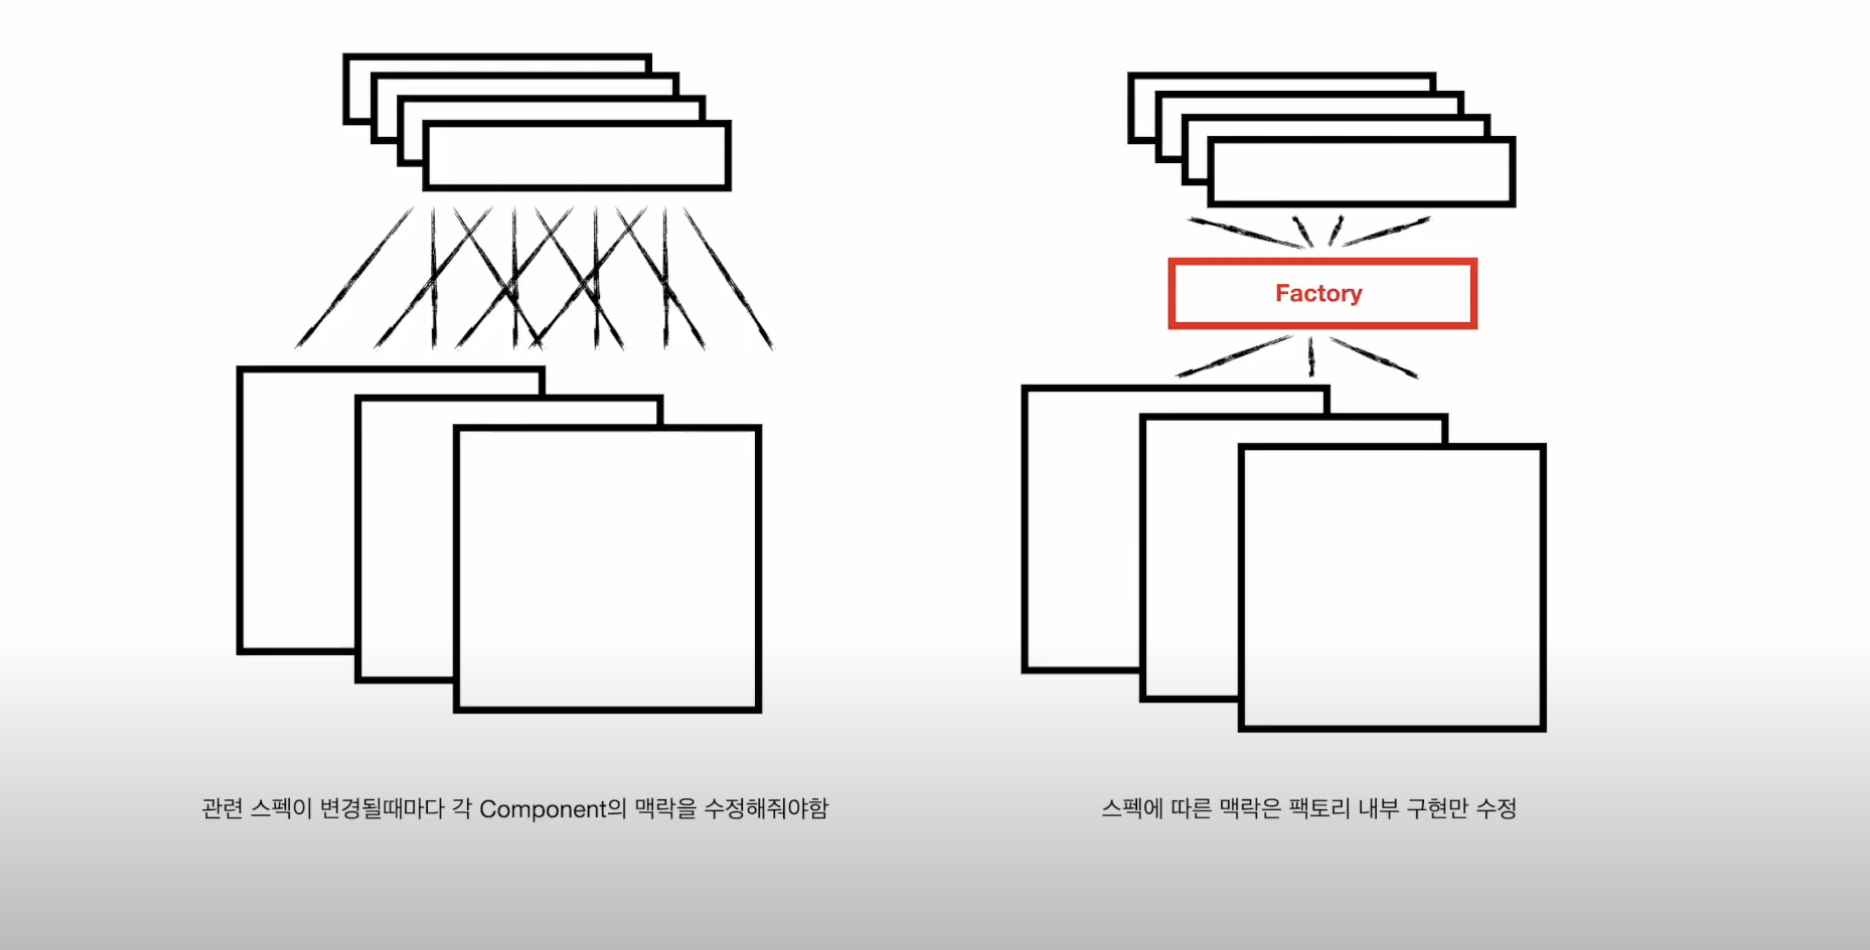 Factory
관련 스펙이 변경될때마다 각 Component의 맥락을 수정해줘야함
스펙에 따른 맥락은 팩토리 내부 구현만 수정